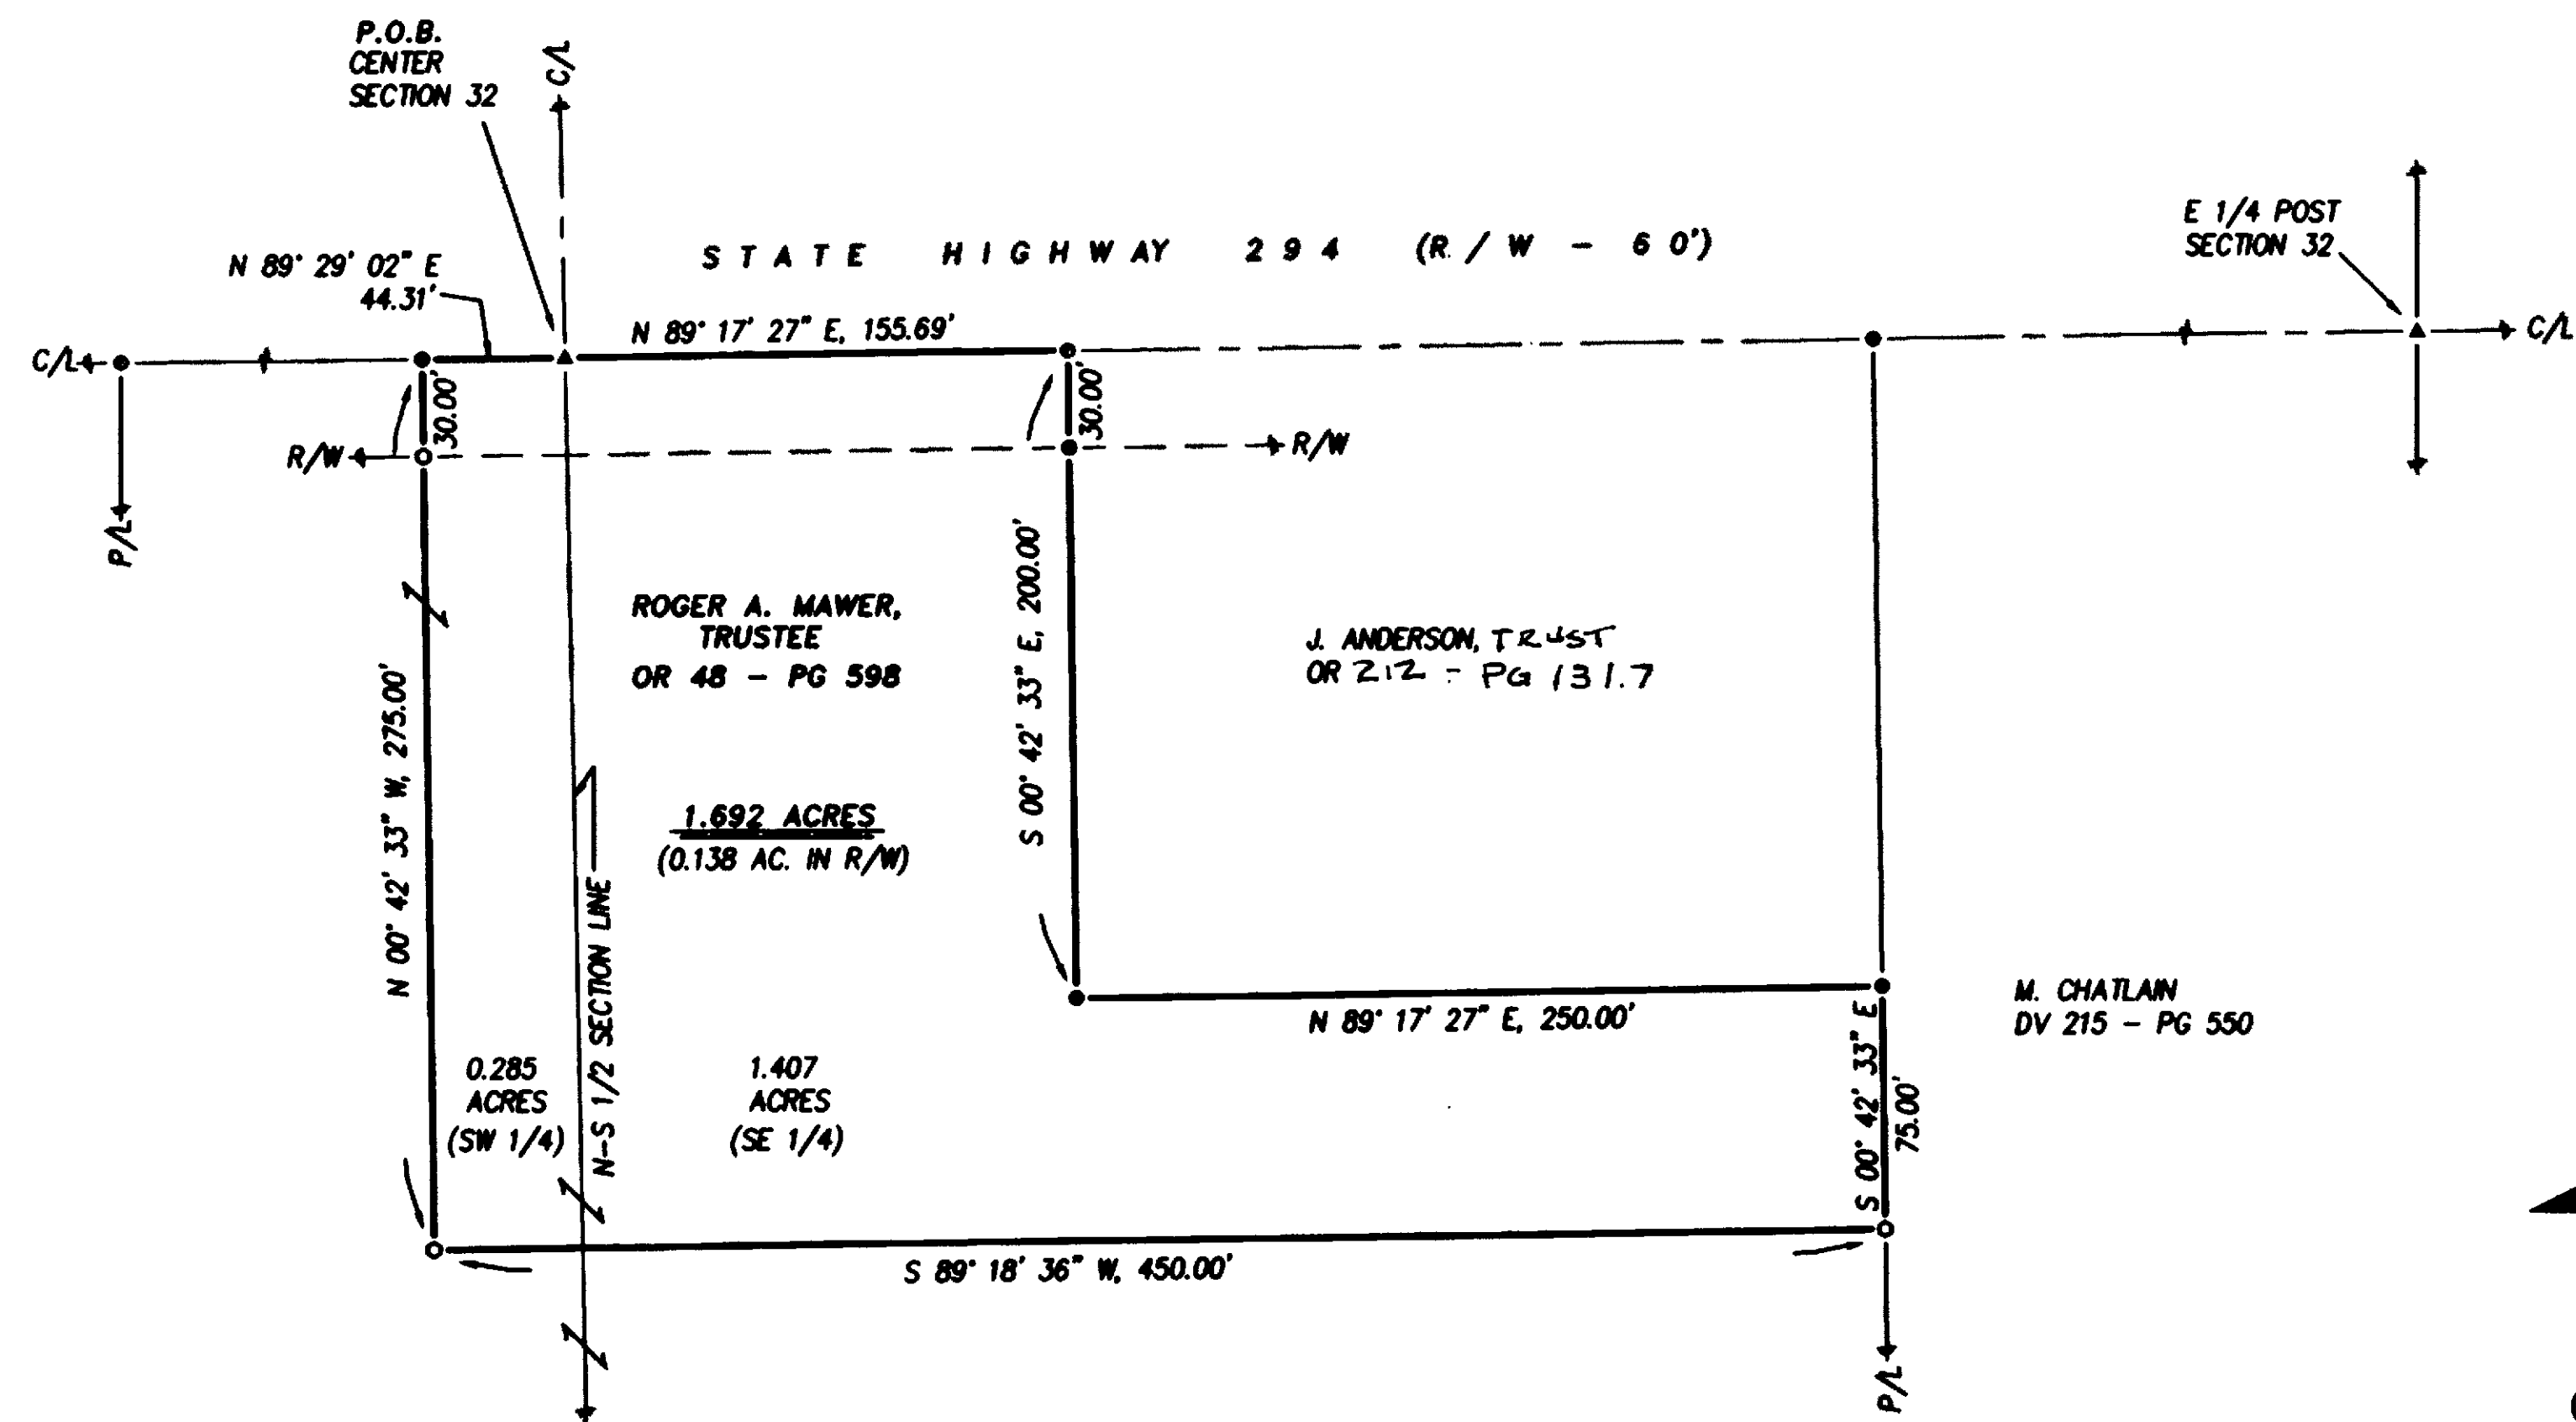 P.O.B.
CENTER
SECTION 32
C/L
STATE HIGHWAY 294 (R/W - 60')
E 1/4 POST
SECTION 32
N 89° 29' 02" E
44.31'
N 89° 17' 27" E, 155.69'
C/L
C/L
30.00'
30.00'
R/W
R/W
P/L
ROGER A. MAWER,
TRUSTEE
OR 48 - PG 598
S 00° 42' 33" E, 200.00'
J. ANDERSON, TRUST
OR 212 - PG 131.7
N 00° 42' 33" W, 275.00'
1.692 ACRES
(0.138 AC. IN R/W)
N-S 1/2 SECTION LINE
M. CHATLAIN
DV 215 - PG 550
N 89° 17' 27" E, 250.00'
S 00° 42' 33" E
75.00'
0.285
ACRES
(SW 1/4)
1.407
ACRES
(SE 1/4)
S 89° 18' 36" W, 450.00'
P/L